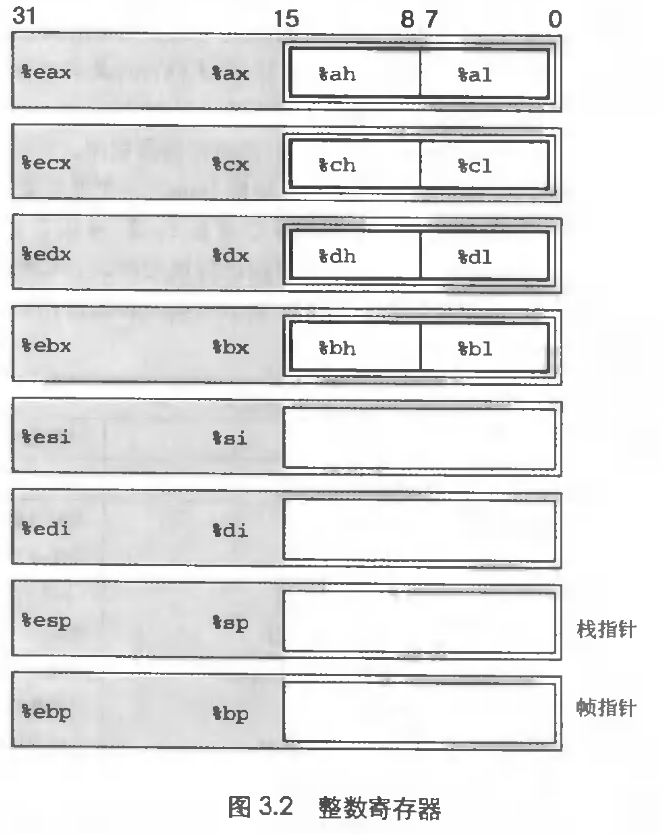 31 15 8 7 0
%eax %ax %ah %al
%ecx %cx %ch %cl
%edx %dx %dh %dl
%ebx %bx %bh %bl
%esi %si
%edi %di
%esp %sp 栈指针
%ebp %bp 帧指针
图 3.2 整数寄存器